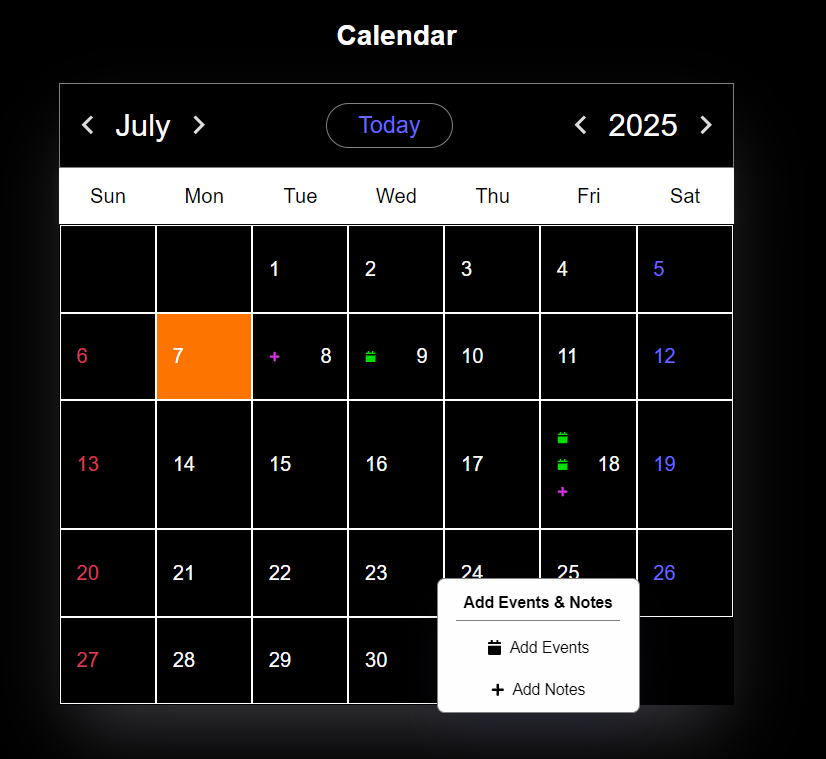 Calendar
July Today 2025
Sun Mon Tue Wed Thu Fri Sat
1 2 3 4 5
6 7 8 9 10 11 12
13 14 15 16 17 18 19
20 21 22 23 24 25 26
Add Events & Notes
Add Events
27 28 29 30
Add Notes